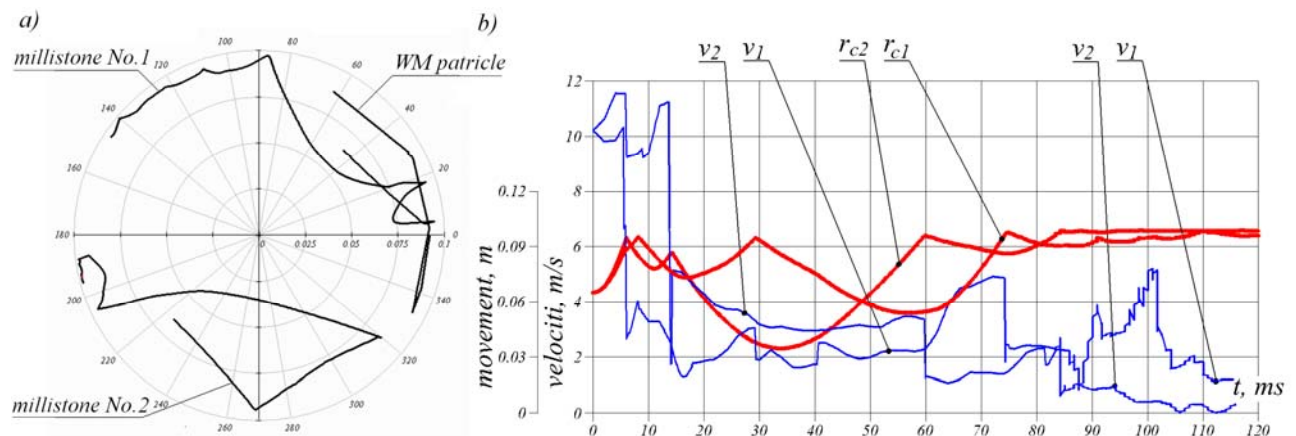 a)
millistone No.1
WM patricle
millistone No.2
100 80
120 60
140 40
160 20
180 0 0.025 0.05 0.075 0.1 0
200 140
220 320
240 300
260 280
b)
v2 v1 rc2 rc1 v2 v1
movement, m
velociti, m/s
0.12
0.09
0.06
0.03
0
12
10
8
6
4
2
0
t, ms
0 10 20 30 40 50 60 70 80 90 100 110 120